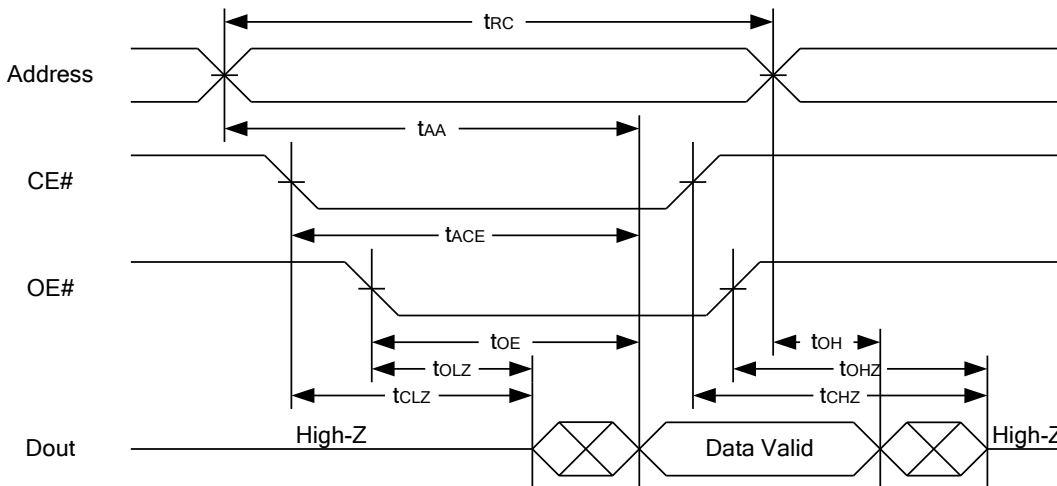 tRC
Address
tAA
CE#
tACE
OE#
tOE
tOH
tOLZ
tOHZ
tCLZ
tCHZ
High-Z
Data Valid
High-Z
Dout